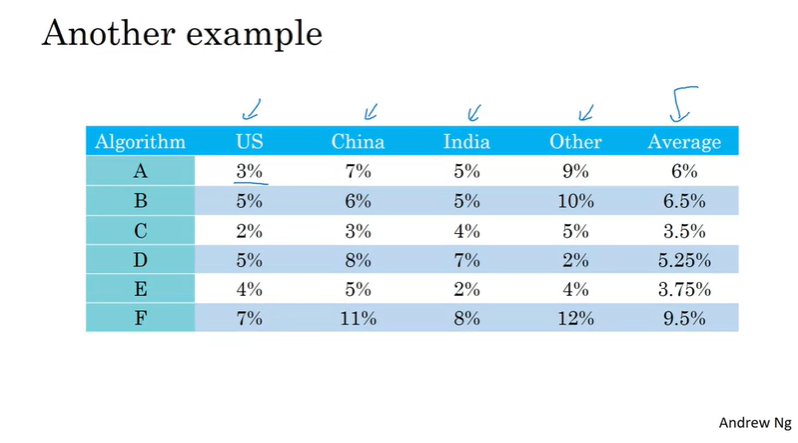 Another example
Algorithm US China India Other Average
A 3% 7% 5% 9% 6%
B 5% 6% 5% 10% 6.5%
C 2% 3% 4% 5% 3.5%
D 5% 8% 7% 2% 5.25%
E 4% 5% 2% 4% 3.75%
F 7% 11% 8% 12% 9.5%
Andrew Ng